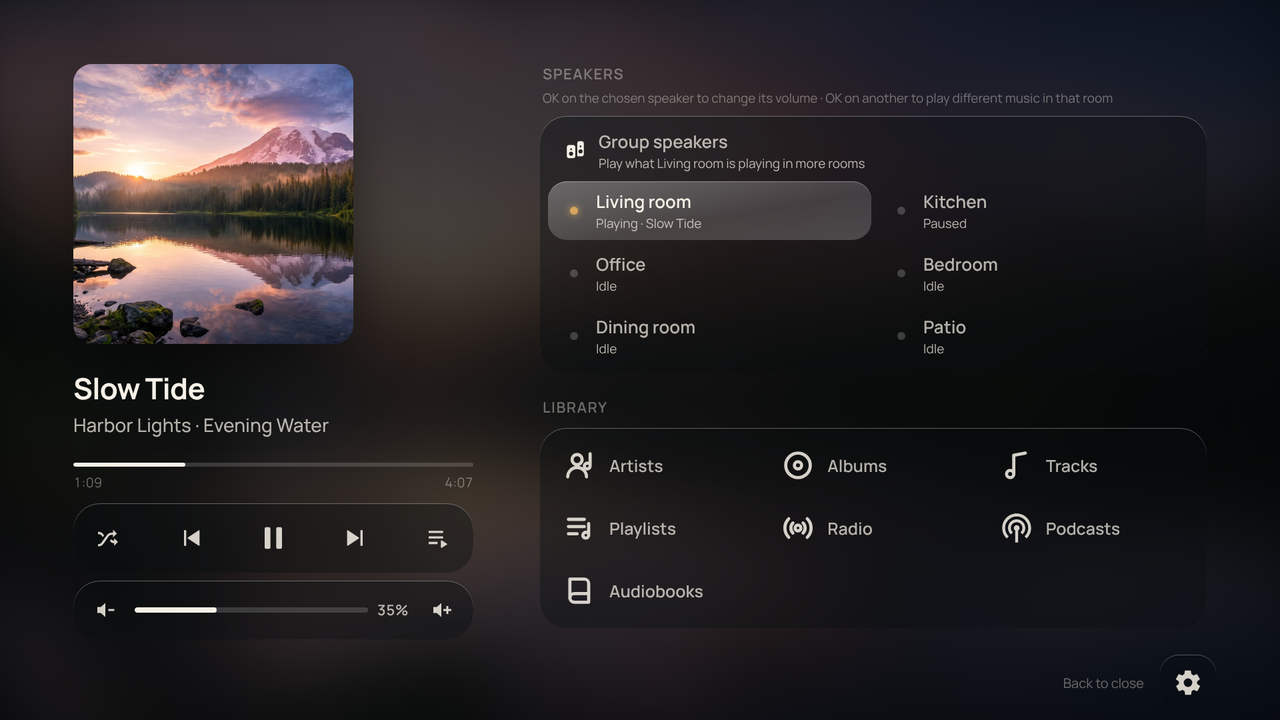 Slow Tide
Harbor Lights · Evening Water
1:09
4:07
35%
SPEAKERS
OK on the chosen speaker to change its volume · OK on another to play different music in that room
Group speakers
Play what Living room is playing in more rooms
Living room
Playing · Slow Tide
Kitchen
Paused
Office
Idle
Bedroom
Idle
Dining room
Idle
Patio
Idle
LIBRARY
Artists
Albums
Tracks
Playlists
Radio
Podcasts
Audiobooks
Back to close